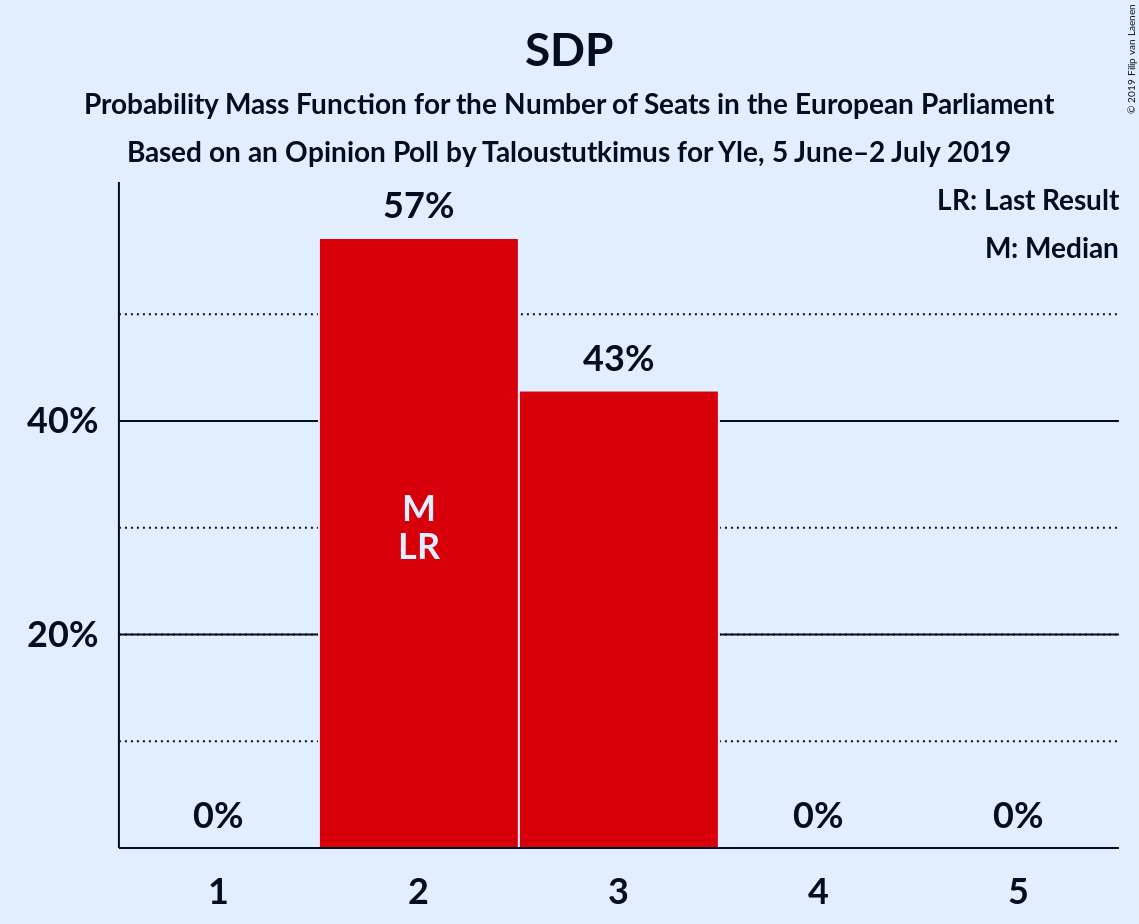 SDP
Probability Mass Function for the Number of Seats in the European Parliament
Based on an Opinion Poll by Taloustutkimus for Yle, 5 June–2 July 2019
© 2019 Filip van Laenen
LR: Last Result
M: Median
57%
43%
40%
M
LR
20%
0%
0%
0%
1
2
3
4
5